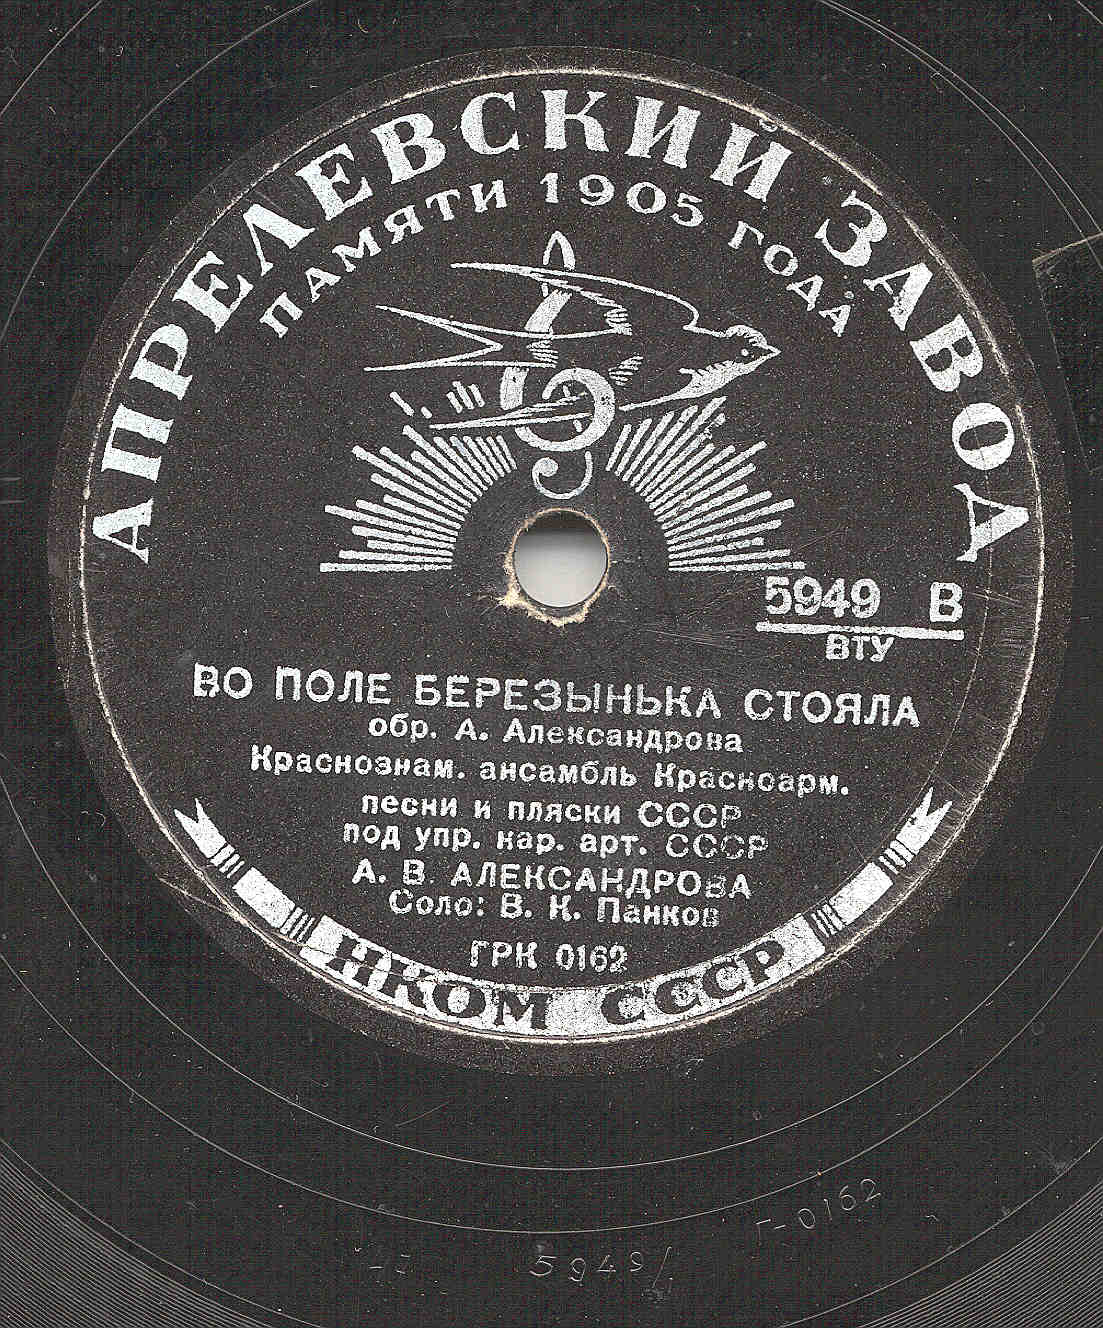 АПРЕЛЕВСКИЙ ЗАВОД
ПАМЯТИ 1905 ГОДА
5949 В
ВТУ
ВО ПОЛЕ БЕРЕЗЫНЬКА СТОЯЛА
обр. А. Александрова
Краснознам. ансамбль Красноарм.
песни и пляски СССР
под упр. нар. арт. СССР
А. В. АЛЕКСАНДРОВА
Соло: В. К. Панков
ГРК 0162
НКОМ СССР
Г-0162
5949/